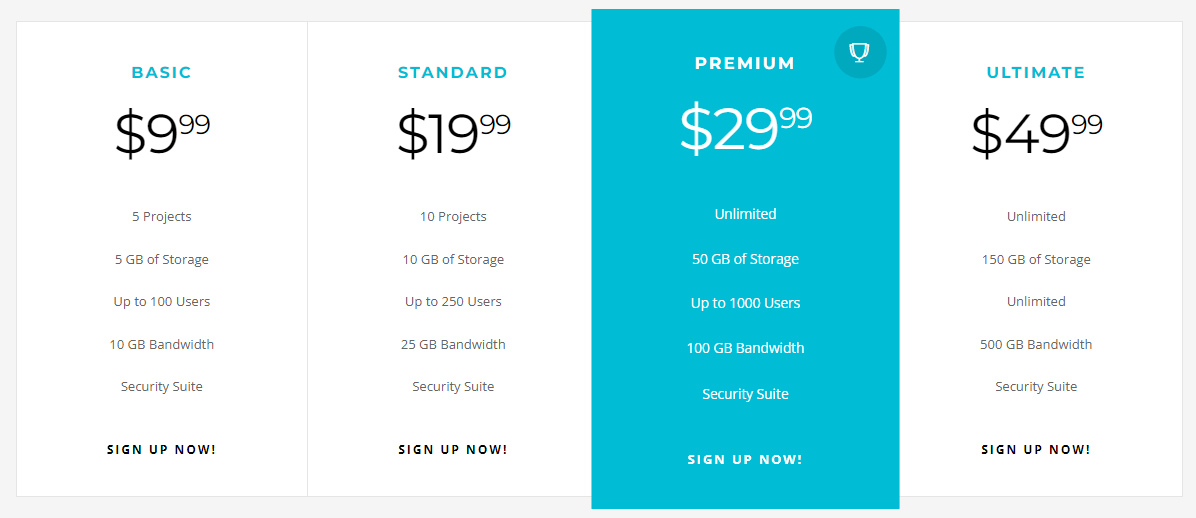 BASIC
$9 99
5 Projects
5 GB of Storage
Up to 100 Users
10 GB Bandwidth
Security Suite
SIGN UP NOW!
STANDARD
$19 99
10 Projects
10 GB of Storage
Up to 250 Users
25 GB Bandwidth
Security Suite
SIGN UP NOW!
PREMIUM
$29 99
Unlimited
50 GB of Storage
Up to 1000 Users
100 GB Bandwidth
Security Suite
SIGN UP NOW!
ULTIMATE
$49 99
Unlimited
150 GB of Storage
Unlimited
500 GB Bandwidth
Security Suite
SIGN UP NOW!